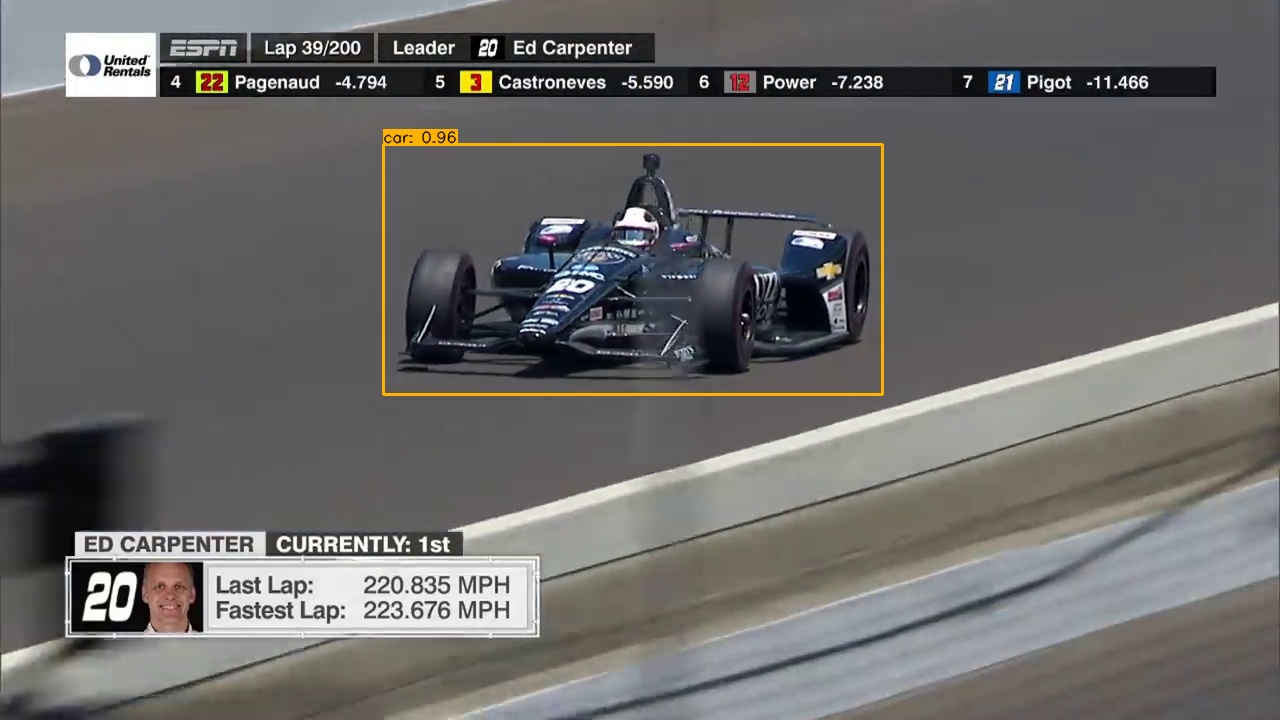 United Rentals
ESPN Lap 39/200 Leader 20 Ed Carpenter
4 22 Pagenaud -4.794 5 3 Castroneves -5.590 6 12 Power -7.238 7 21 Pigot -11.466
car: 0.96
20
ED CARPENTER CURRENTLY: 1st
20
Last Lap: 220.835 MPH
Fastest Lap: 223.676 MPH